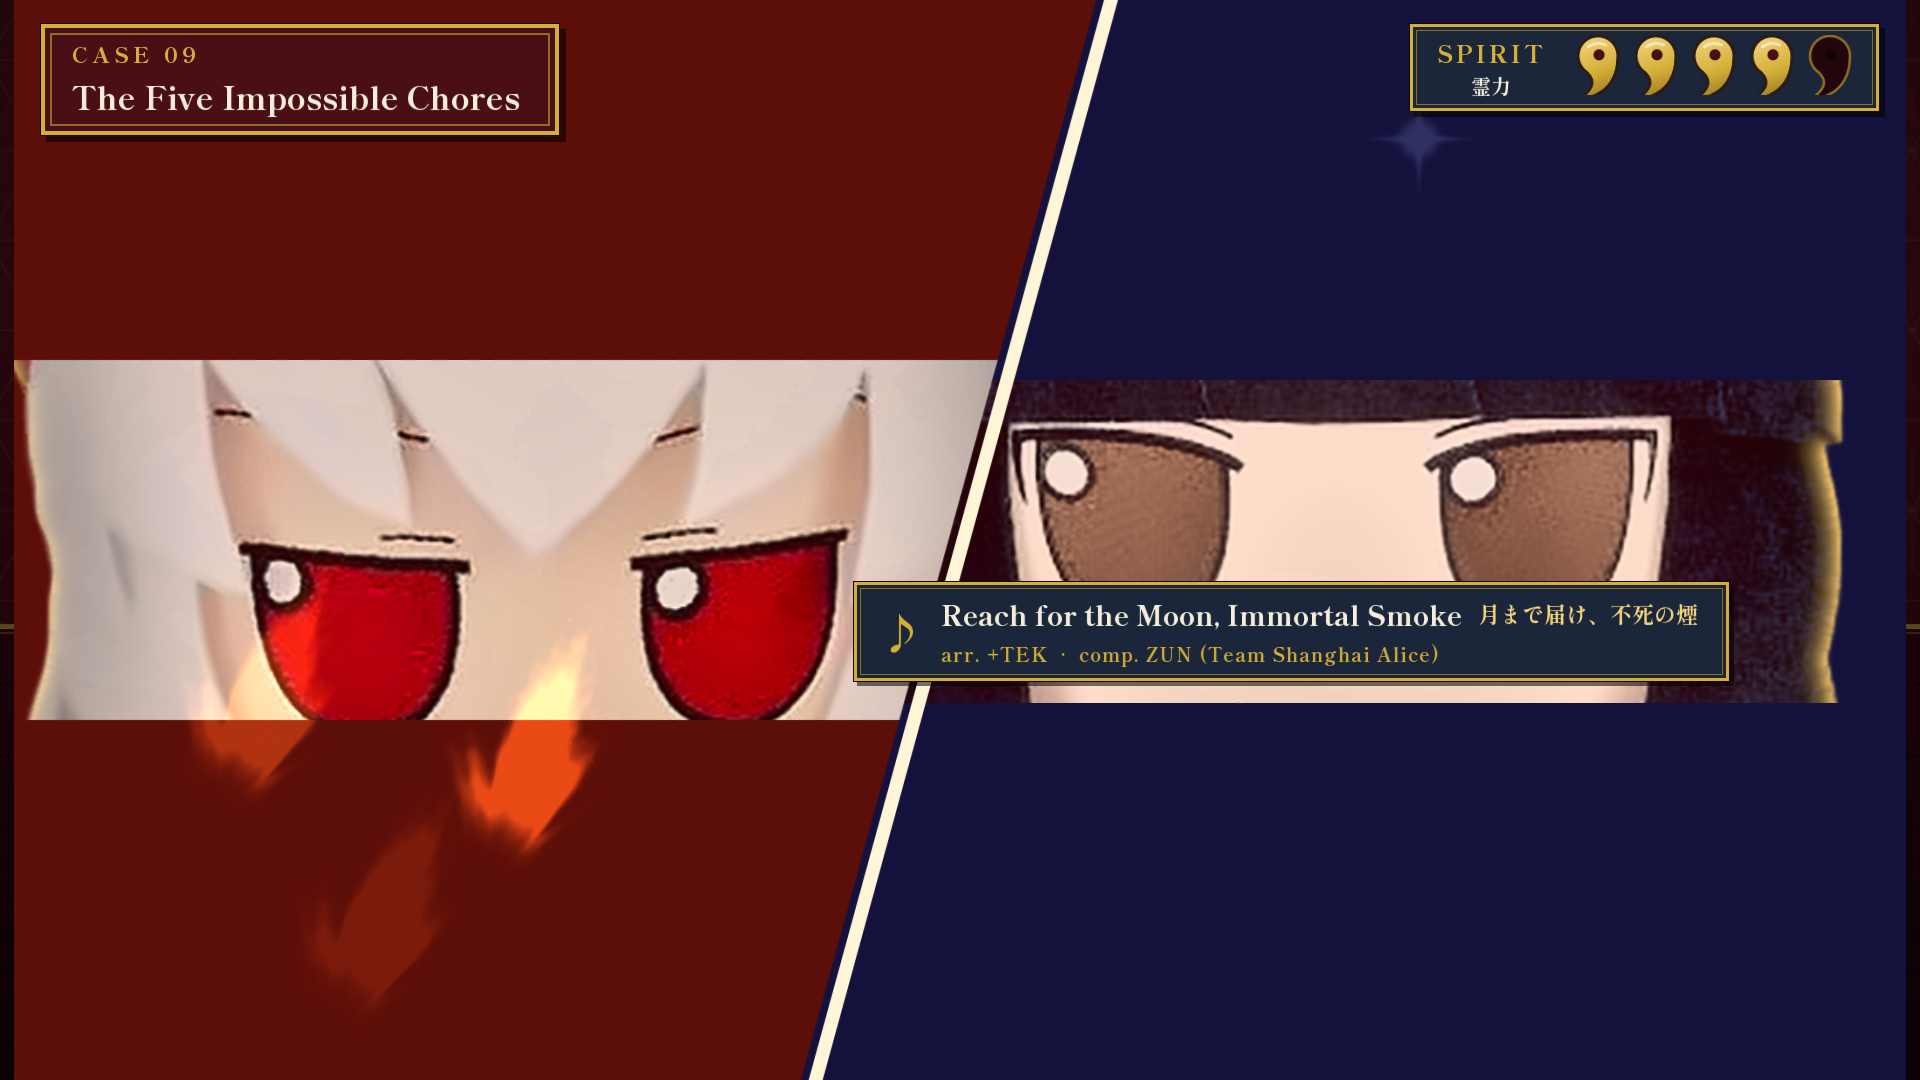 CASE 09
The Five Impossible Chores
SPIRIT
霊力
Reach for the Moon, Immortal Smoke 月まで届け、不死の煙
arr. +TEK · comp. ZUN (Team Shanghai Alice)